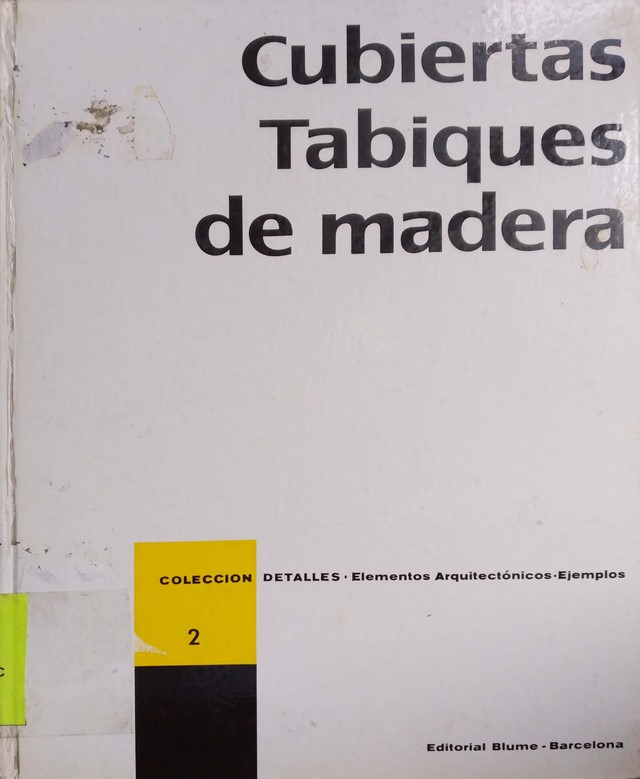 Cubiertas
Tabiques
de madera
COLECCION DETALLES · Elementos Arquitectónicos · Ejemplos
2
C
Editorial Blume - Barcelona